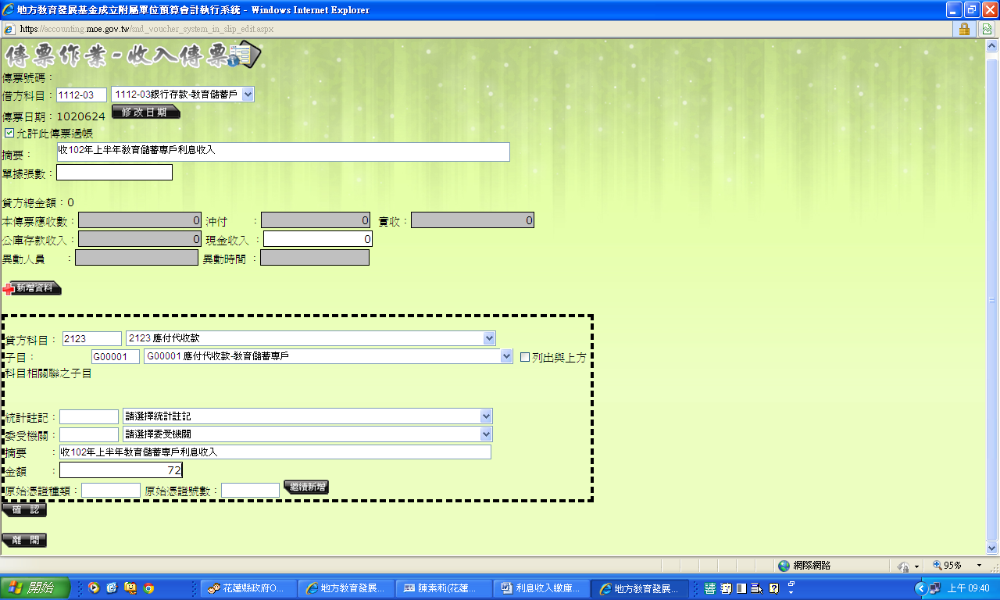 地方教育發展基金成立附屬單位預算會計執行系統 - Windows Internet Explorer
https://accounting.moe.gov.tw/snd_voucher_system_in_slip_edit.aspx
傳票作業-收入傳票
傳票號碼：
借方科目：1112-03 1112-03銀行存款-教育儲蓄戶
傳票日期：1020624 修改日期
允許此傳票過帳
摘要： 收102年上半年教育儲蓄專戶利息收入
單據張數：
貸方總金額：0
本傳票應收數： 0 沖付 ： 0 實收： 0
公庫存款收入： 0 現金收入 ： 0
異動人員 ： 異動時間 ：
新增資料
貸方科目： 2123 2123 應付代收款
子目： G00001 G00001 應付代收款-教育儲蓄專戶 列出與上方
科目相關聯之子目
統計註記： 請選擇統計註記
委受機關： 請選擇委受機關
摘要 ： 收102年上半年教育儲蓄專戶利息收入
金額 ： 72
原始憑證種類： 原始憑證號數： 繼續新增
確 認
離 開
網際網路 95%
開始 花蓮縣政府O... 地方教育發展... 陳素莉(花蓮... 利息收入繳庫... 地方教育發展... 上午 09:40